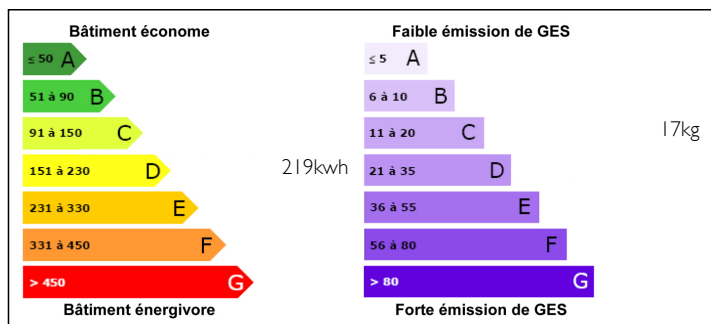 Bâtiment économe
≤ 50 A
51 à 90 B
91 à 150 C
151 à 230 D
219kwh
231 à 330 E
331 à 450 F
> 450 G
Bâtiment énergivore
Faible émission de GES
≤ 5 A
6 à 10 B
11 à 20 C
17kg
21 à 35 D
36 à 55 E
56 à 80 F
> 80 G
Forte émission de GES